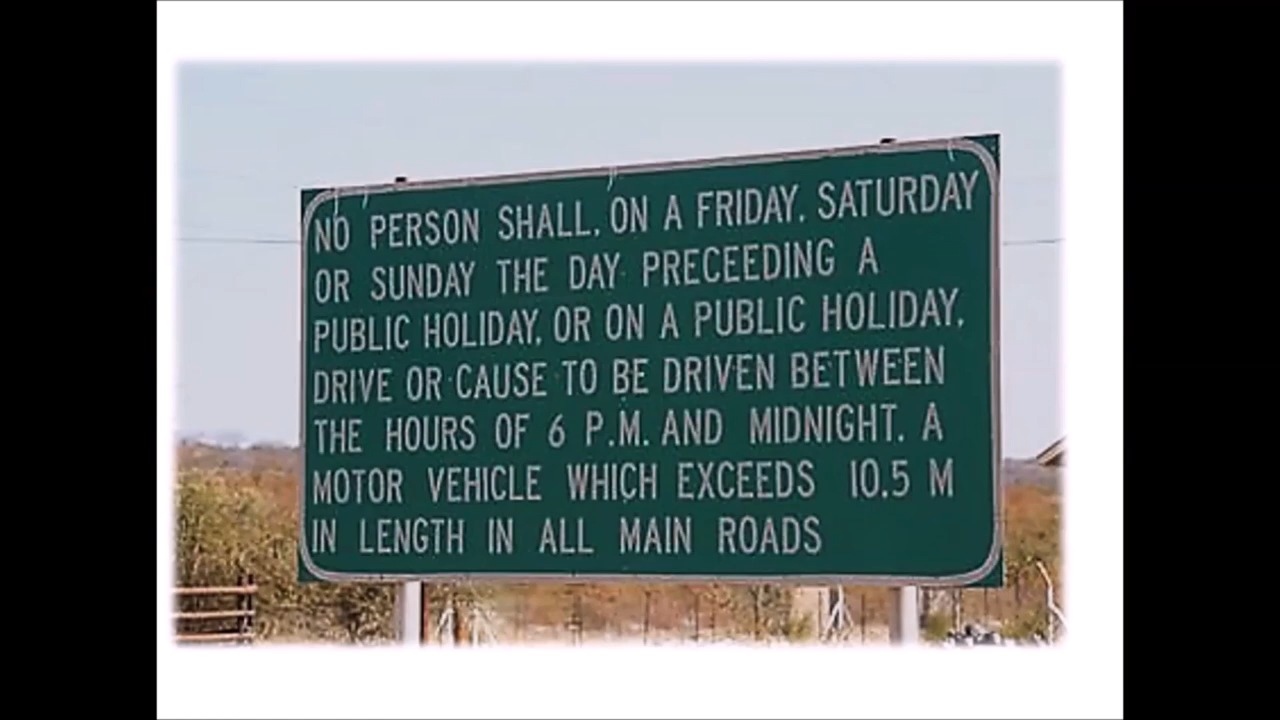 NO PERSON SHALL, ON A FRIDAY, SATURDAY
OR SUNDAY THE DAY PRECEEDING A
PUBLIC HOLIDAY, OR ON A PUBLIC HOLIDAY,
DRIVE OR CAUSE TO BE DRIVEN BETWEEN
THE HOURS OF 6 P.M. AND MIDNIGHT. A
MOTOR VEHICLE WHICH EXCEEDS 10.5 M
IN LENGTH IN ALL MAIN ROADS